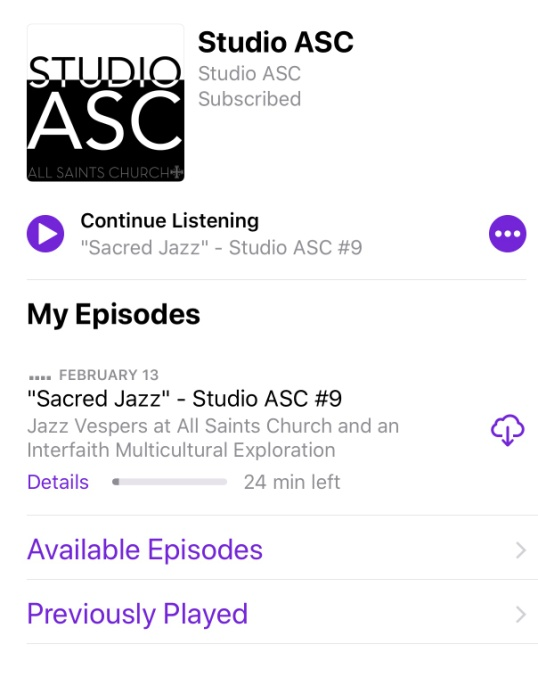 STUDIO
ASC
ALL SAINTS CHURCH
Studio ASC
Studio ASC
Subscribed
Continue Listening
"Sacred Jazz" - Studio ASC #9
My Episodes
FEBRUARY 13
"Sacred Jazz" - Studio ASC #9
Jazz Vespers at All Saints Church and an
Interfaith Multicultural Exploration
Details 24 min left
Available Episodes
Previously Played